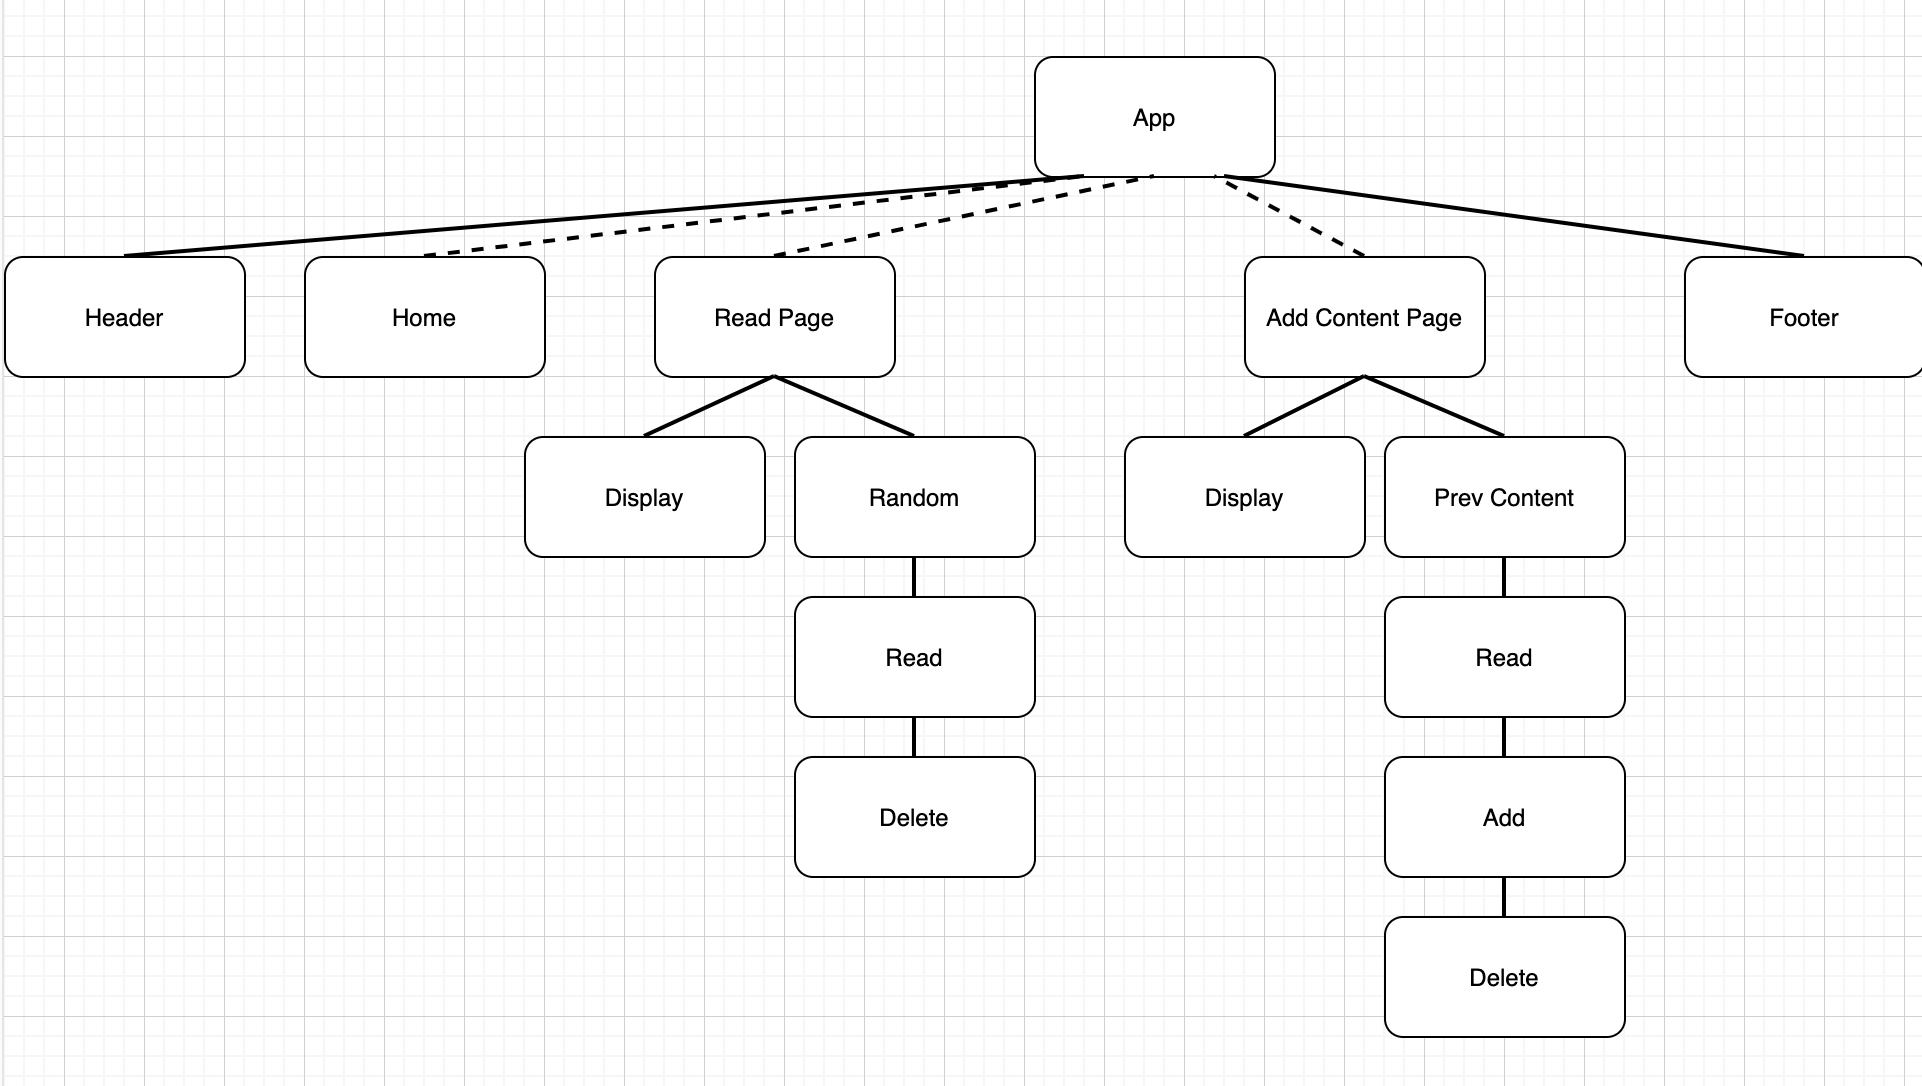 App
Header
Home
Read Page
Add Content Page
Footer
Display
Random
Display
Prev Content
Read
Read
Delete
Add
Delete